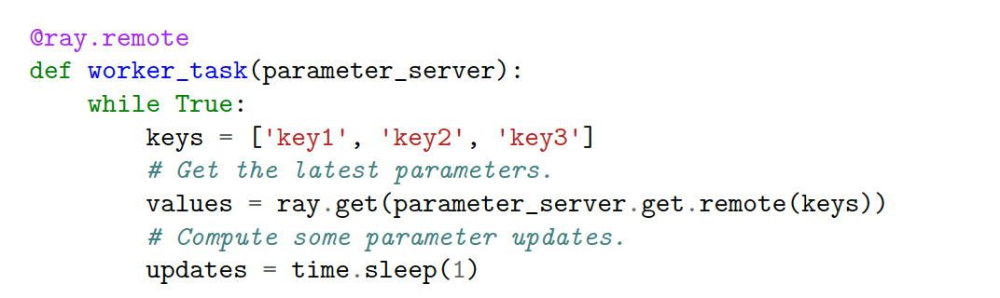 @ray.remote
def worker_task(parameter_server):
    while True:
        keys = ['key1', 'key2', 'key3']
        # Get the latest parameters.
        values = ray.get(parameter_server.get.remote(keys))
        # Compute some parameter updates.
        updates = time.sleep(1)